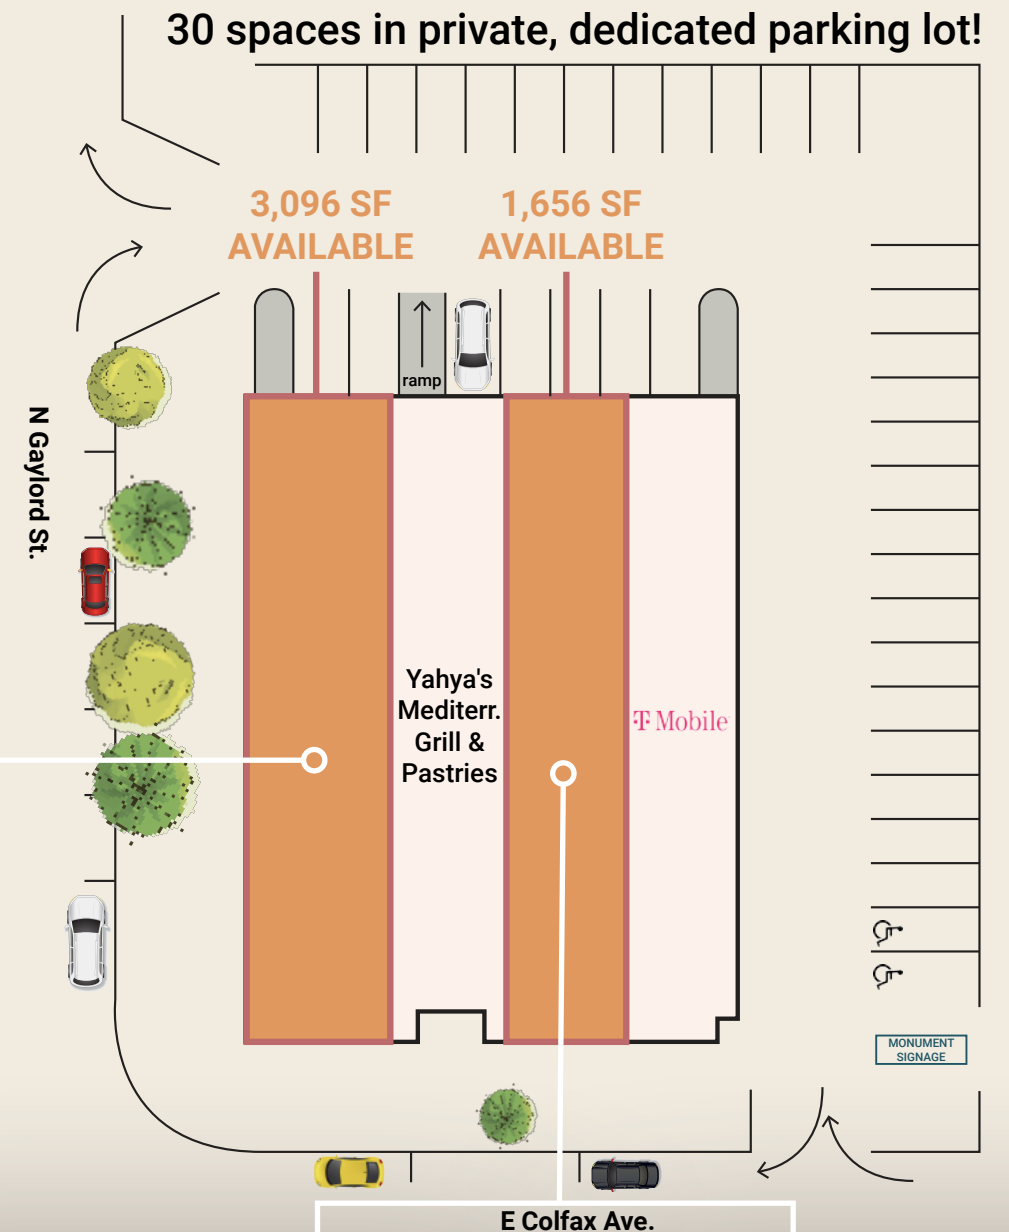 30 spaces in private, dedicated parking lot!
3,096 SF
AVAILABLE
1,656 SF
AVAILABLE
ramp
N Gaylord St.
Yahya's
Mediterr.
Grill &
Pastries
T Mobile
MONUMENT
SIGNAGE
E Colfax Ave.